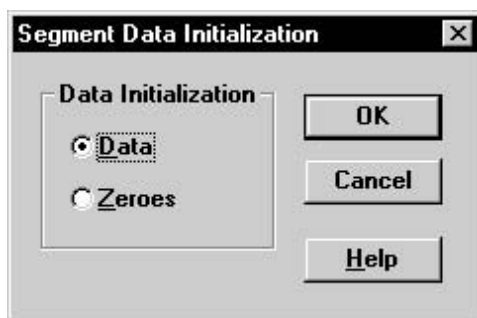 Segment Data Initialization
Data Initialization
Data
Zeroes
OK
Cancel
Help